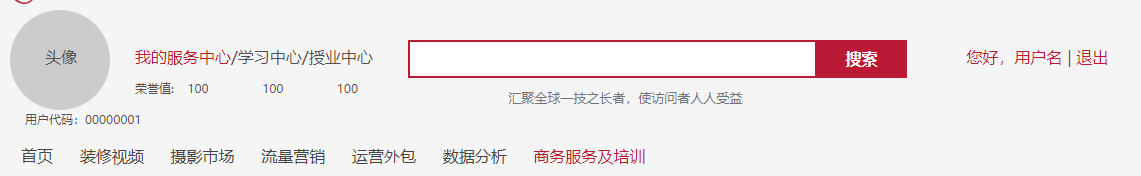 头像
我的服务中心/学习中心/授业中心
搜索
您好，用户名 | 退出
荣誉值: 100 100 100
汇聚全球一技之长者，使访问者人人受益
用户代码：00000001
首页 装修视频 摄影市场 流量营销 运营外包 数据分析 商务服务及培训